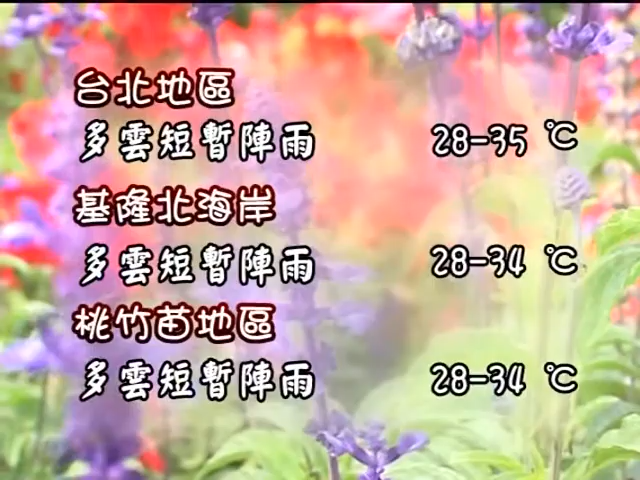 台北地區
多雲短暫陣雨 28-35 ℃
基隆北海岸
多雲短暫陣雨 28-34 ℃
桃竹苗地區
多雲短暫陣雨 28-34 ℃